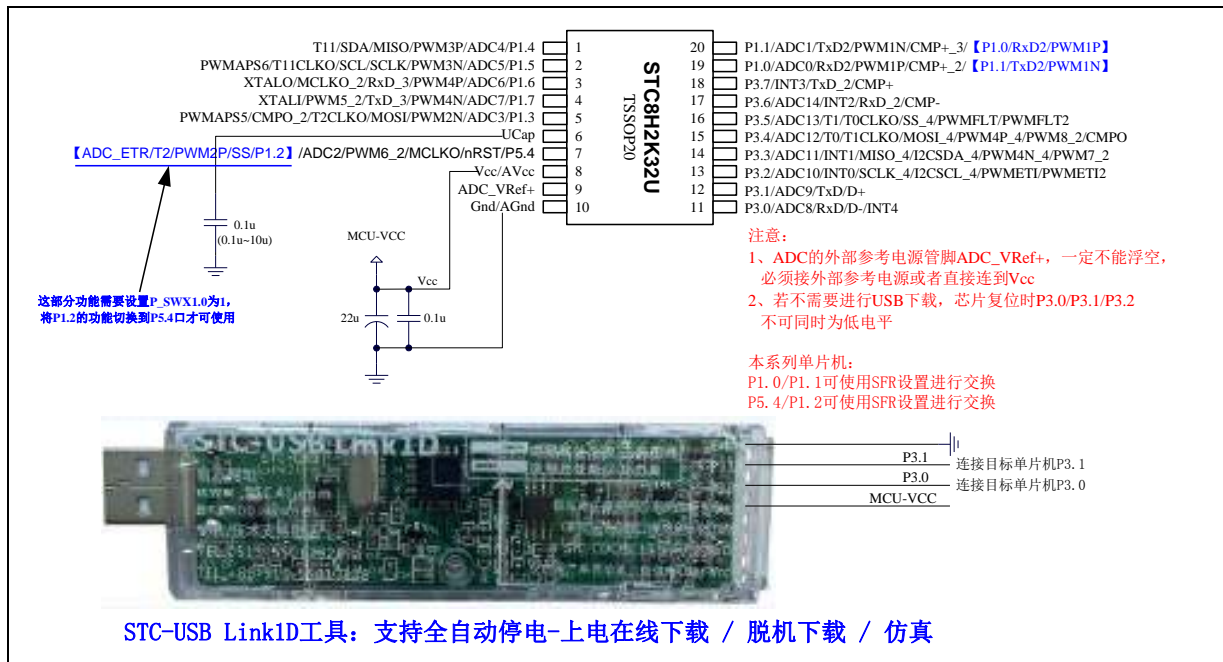 T11/SDA/MISO/PWM3P/ADC4/P1.4
PWMAPS6/T11CLKO/SCL/SCLK/PWM3N/ADC5/P1.5
XTALO/MCLKO_2/RxD_3/PWM4P/ADC6/P1.6
XTALI/PWM5_2/TxD_3/PWM4N/ADC7/P1.7
PWMAPS5/CMPO_2/T2CLKO/MOSI/PWM2N/ADC3/P1.3
UCap
【ADC_ETR/T2/PWM2P/SS/P1.2】/ADC2/PWM6_2/MCLKO/nRST/P5.4
Vcc/AVcc
ADC_VRef+
Gnd/AGnd
1
2
3
4
5
6
7
8
9
10
STC8H2K32U
TSSOP20
20
19
18
17
16
15
14
13
12
11
P1.1/ADC1/TxD2/PWM1N/CMP+_3/【P1.0/RxD2/PWM1P】
P1.0/ADC0/RxD2/PWM1P/CMP+_2/【P1.1/TxD2/PWM1N】
P3.7/INT3/TxD_2/CMP+
P3.6/ADC14/INT2/RxD_2/CMP-
P3.5/ADC13/T1/T0CLKO/SS_4/PWMFLT/PWMFLT2
P3.4/ADC12/T0/T1CLKO/MOSI_4/PWM4P_4/PWM8_2/CMPO
P3.3/ADC11/INT1/MISO_4/I2CSDA_4/PWM4N_4/PWM7_2
P3.2/ADC10/INT0/SCLK_4/I2CSCL_4/PWMETI/PWMETI2
P3.1/ADC9/TxD/D+
P3.0/ADC8/RxD/D-/INT4
0.1u
(0.1u~10u)
MCU-VCC
Vcc
22u
0.1u
这部分功能需要设置P_SWX1.0为1，
将P1.2的功能切换到P5.4口才可使用
注意：
1、ADC的外部参考电源管脚ADC_VRef+，一定不能浮空，
必须接外部参考电源或者直接连到Vcc
2、若不需要进行USB下载，芯片复位时P3.0/P3.1/P3.2
不可同时为低电平
本系列单片机：
P1.0/P1.1可使用SFR设置进行交换
P5.4/P1.2可使用SFR设置进行交换
STC-USB Link1D
P3.1
连接目标单片机P3.1
P3.0
连接目标单片机P3.0
MCU-VCC
STC-USB Link1D工具：支持全自动停电-上电在线下载 / 脱机下载 / 仿真